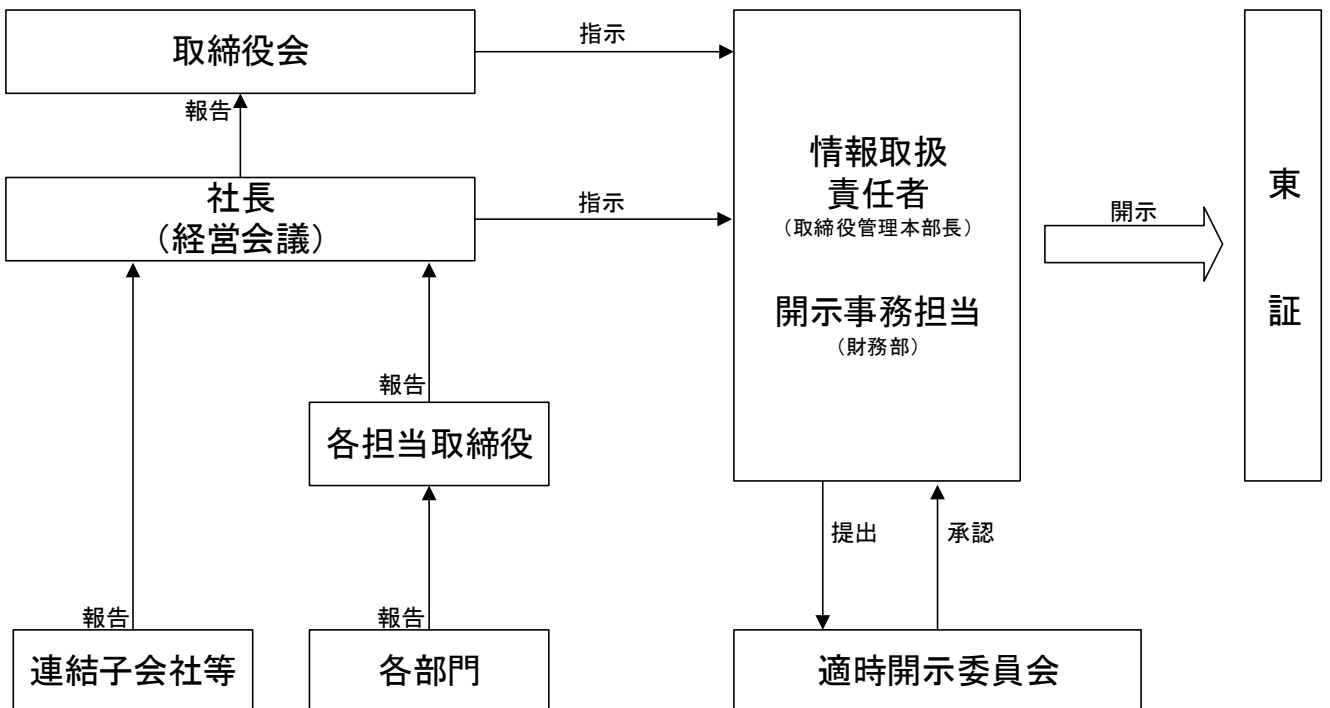 取締役会
指示
報告
社長
(経営会議)
指示
情報取扱
責任者
(取締役管理本部長)
開示事務担当
(財務部)
開示
東
証
報告
各担当取締役
提出
承認
報告
報告
連結子会社等
各部門
適時開示委員会